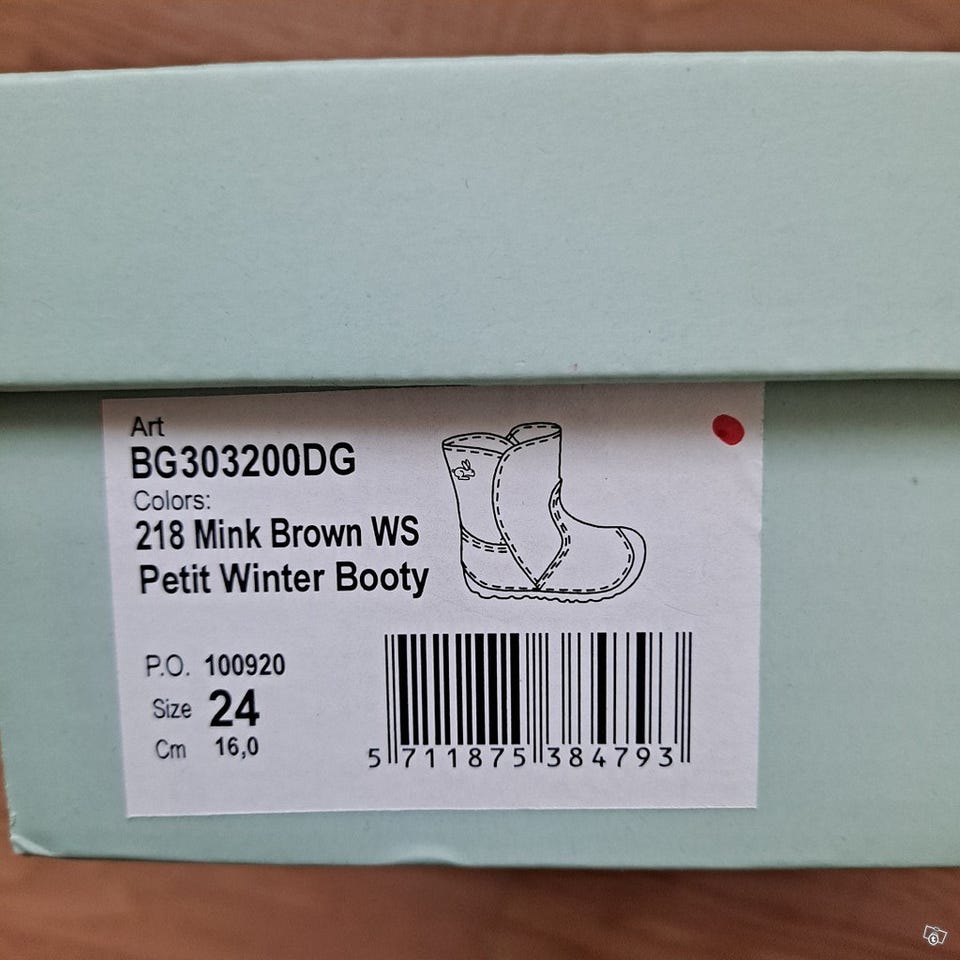 Art
BG303200DG
Colors:
218 Mink Brown WS
Petit Winter Booty
P.O. 100920
Size 24
Cm 16,0
5 711875 384793